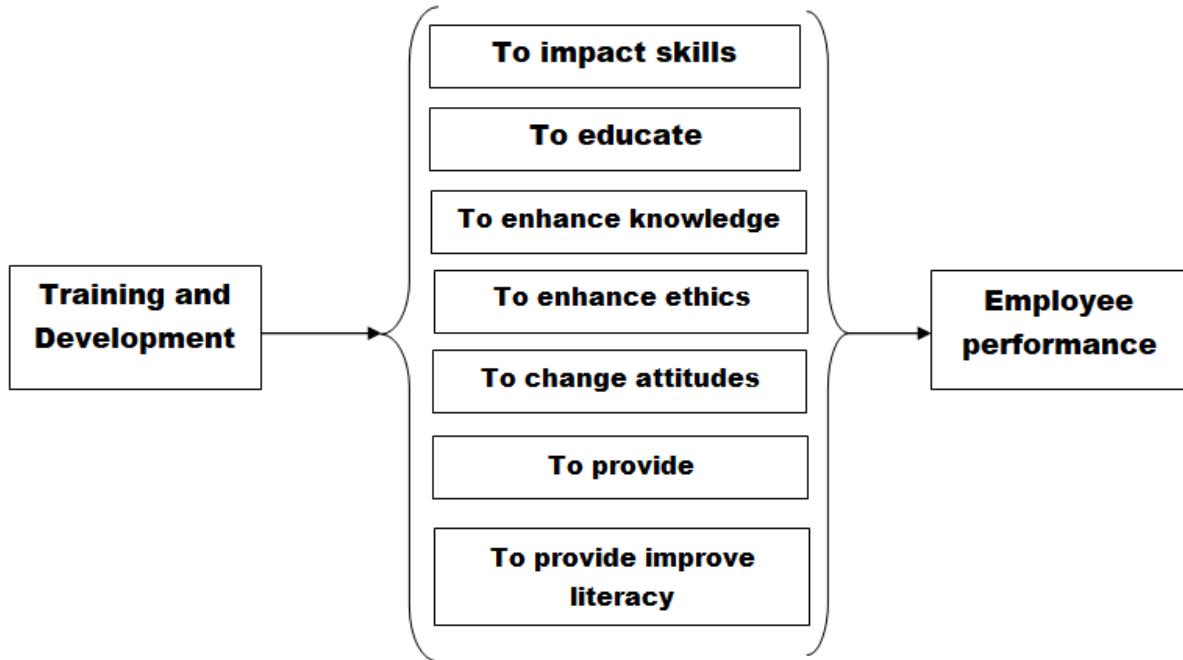 Training and
Development
To impact skills
To educate
To enhance knowledge
To enhance ethics
To change attitudes
To provide
To provide improve
literacy
Employee
performance